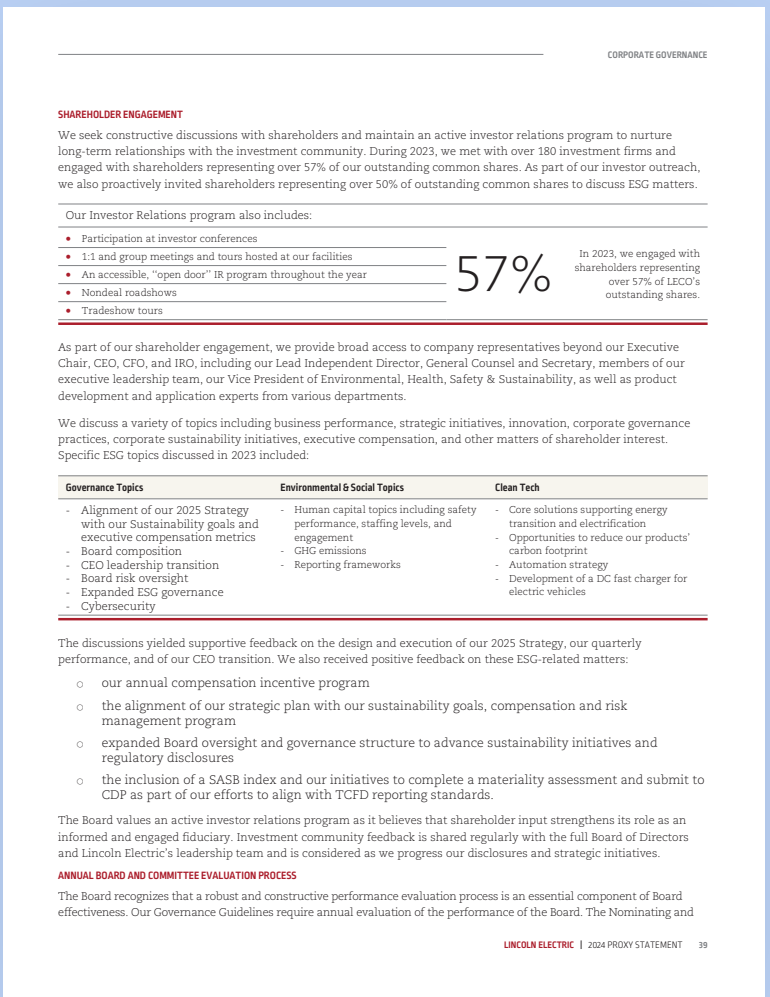 CORPORATE GOVERNANCE
SHAREHOLDER ENGAGEMENT
We seek constructive discussions with shareholders and maintain an active investor relations program to nurture
long-term relationships with the investment community. During 2023, we met with over 180 investment firms and
engaged with shareholders representing over 57% of our outstanding common shares. As part of our investor outreach,
we also proactively invited shareholders representing over 50% of outstanding common shares to discuss ESG matters.
Our Investor Relations program also includes:
• Participation at investor conferences
• 1:1 and group meetings and tours hosted at our facilities
• An accessible, “open door” IR program throughout the year
• Nondeal roadshows
• Tradeshow tours
57%
In 2023, we engaged with
shareholders representing
over 57% of LECO’s
outstanding shares.
As part of our shareholder engagement, we provide broad access to company representatives beyond our Executive
Chair, CEO, CFO, and IRO, including our Lead Independent Director, General Counsel and Secretary, members of our
executive leadership team, our Vice President of Environmental, Health, Safety & Sustainability, as well as product
development and application experts from various departments.
We discuss a variety of topics including business performance, strategic initiatives, innovation, corporate governance
practices, corporate sustainability initiatives, executive compensation, and other matters of shareholder interest.
Specific ESG topics discussed in 2023 included:
Governance Topics
- Alignment of our 2025 Strategy
with our Sustainability goals and
executive compensation metrics
- Board composition
- CEO leadership transition
- Board risk oversight
- Expanded ESG governance
- Cybersecurity
Environmental & Social Topics
- Human capital topics including safety
performance, staffing levels, and
engagement
- GHG emissions
- Reporting frameworks
Clean Tech
- Core solutions supporting energy
transition and electrification
- Opportunities to reduce our products’
carbon footprint
- Automation strategy
- Development of a DC fast charger for
electric vehicles
The discussions yielded supportive feedback on the design and execution of our 2025 Strategy, our quarterly
performance, and of our CEO transition. We also received positive feedback on these ESG-related matters:
○ our annual compensation incentive program
○ the alignment of our strategic plan with our sustainability goals, compensation and risk
management program
○ expanded Board oversight and governance structure to advance sustainability initiatives and
regulatory disclosures
○ the inclusion of a SASB index and our initiatives to complete a materiality assessment and submit to
CDP as part of our efforts to align with TCFD reporting standards.
The Board values an active investor relations program as it believes that shareholder input strengthens its role as an
informed and engaged fiduciary. Investment community feedback is shared regularly with the full Board of Directors
and Lincoln Electric’s leadership team and is considered as we progress our disclosures and strategic initiatives.
ANNUAL BOARD AND COMMITTEE EVALUATION PROCESS
The Board recognizes that a robust and constructive performance evaluation process is an essential component of Board
effectiveness. Our Governance Guidelines require annual evaluation of the performance of the Board. The Nominating and
LINCOLN ELECTRIC | 2024 PROXY STATEMENT 39